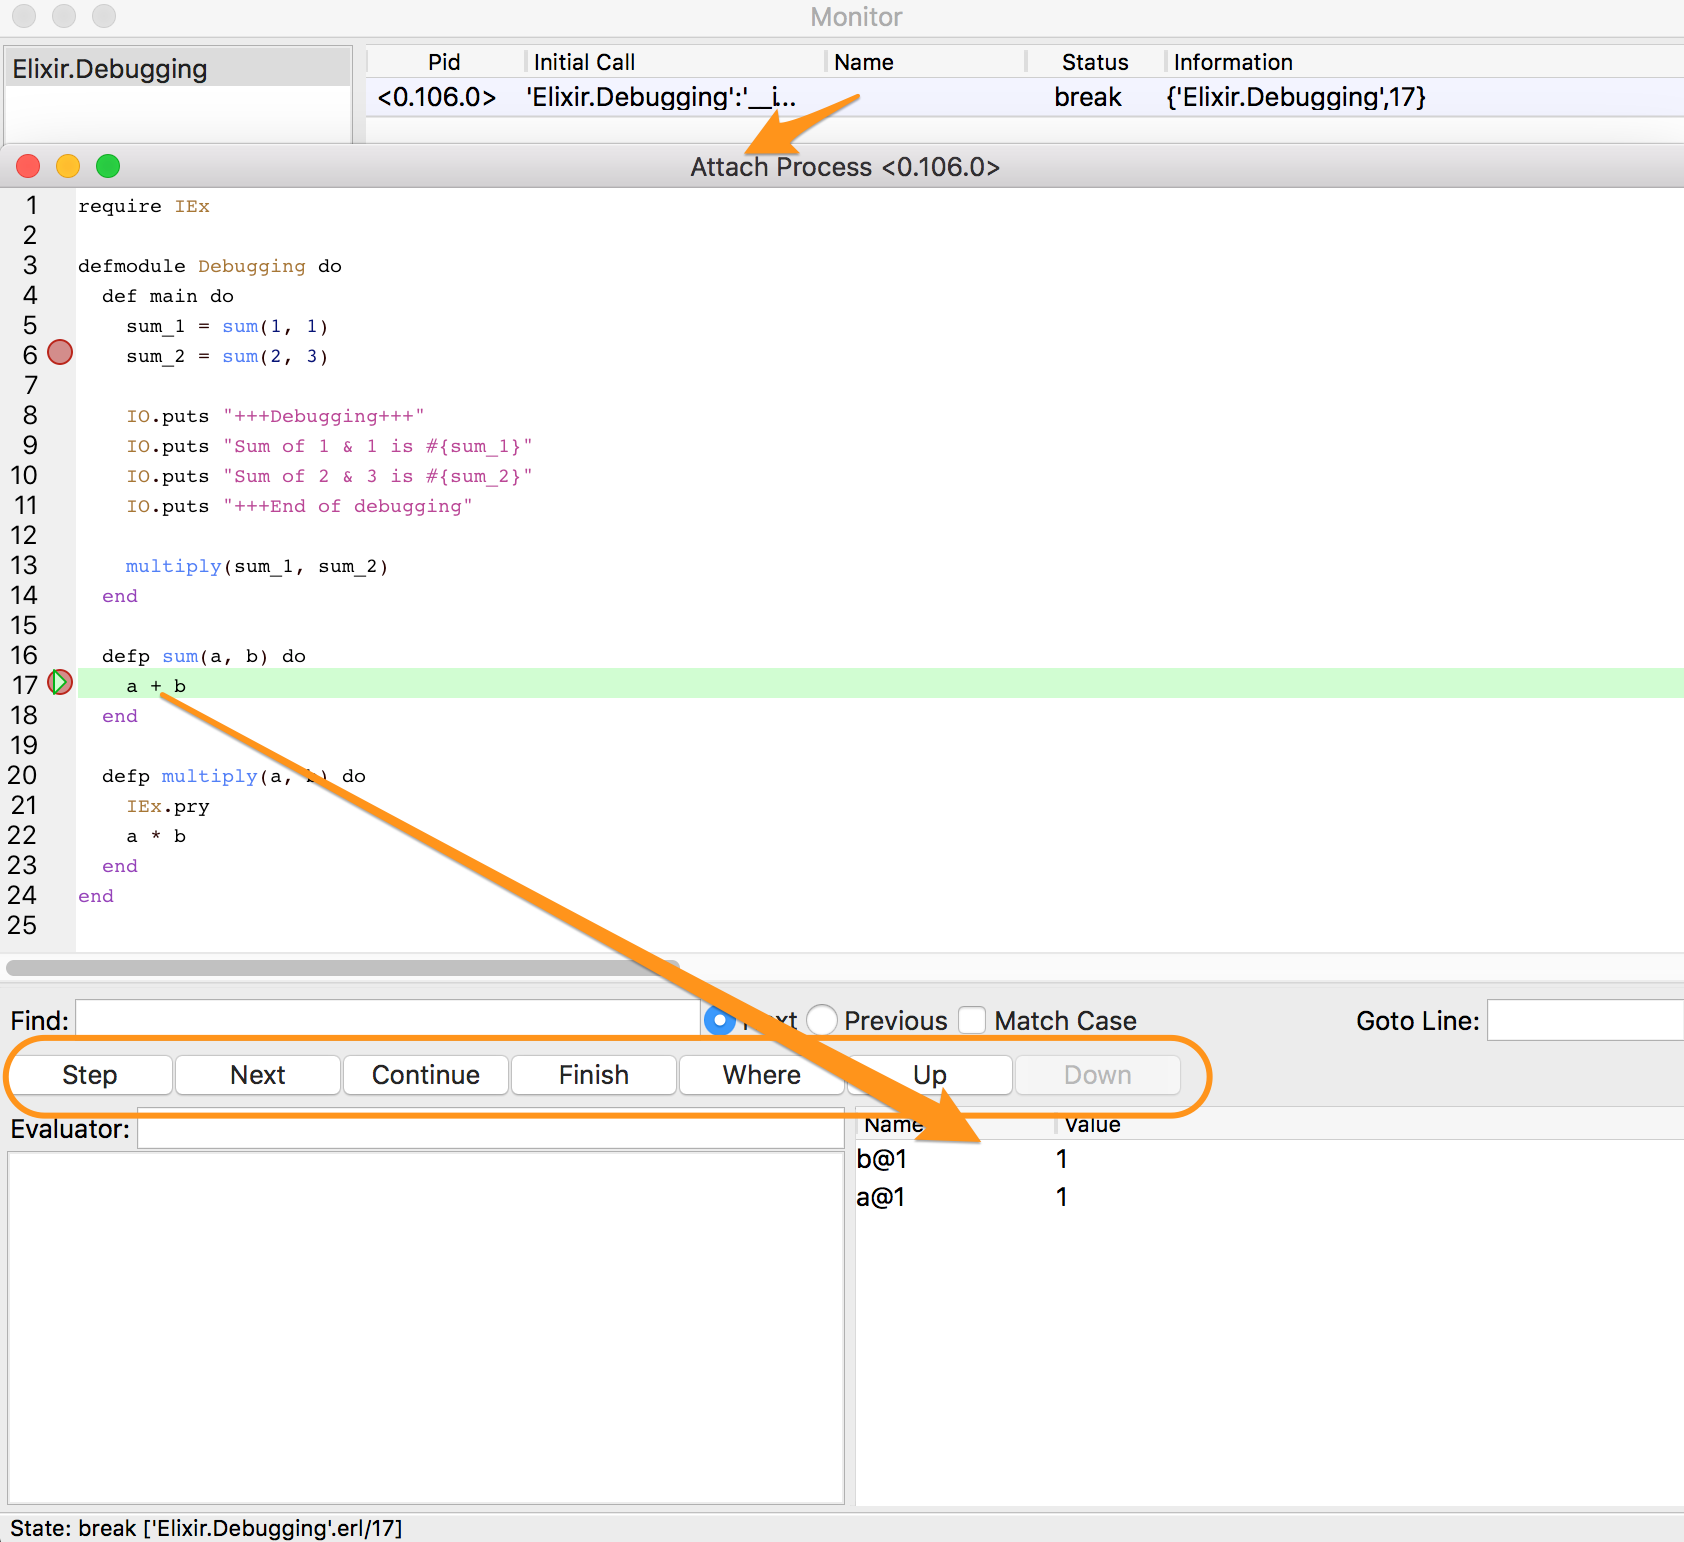 Monitor
Elixir.Debugging
Pid Initial Call Name Status Information
<0.106.0> 'Elixir.Debugging':'__i... break {'Elixir.Debugging',17}
Attach Process <0.106.0>
1 require IEx
2
3 defmodule Debugging do
4 def main do
5 sum_1 = sum(1, 1)
6 sum_2 = sum(2, 3)
7
8 IO.puts "+++Debugging+++"
9 IO.puts "Sum of 1 & 1 is #{sum_1}"
10 IO.puts "Sum of 2 & 3 is #{sum_2}"
11 IO.puts "+++End of debugging"
12
13 multiply(sum_1, sum_2)
14 end
15
16 defp sum(a, b) do
17 a + b
18 end
19
20 defp multiply(a, b) do
21 IEx.pry
22 a * b
23 end
24 end
25
Find: Next Previous Match Case Goto Line:
Step Next Continue Finish Where Up Down
Evaluator:
Name Value
b@1 1
a@1 1
State: break ['Elixir.Debugging'.erl/17]